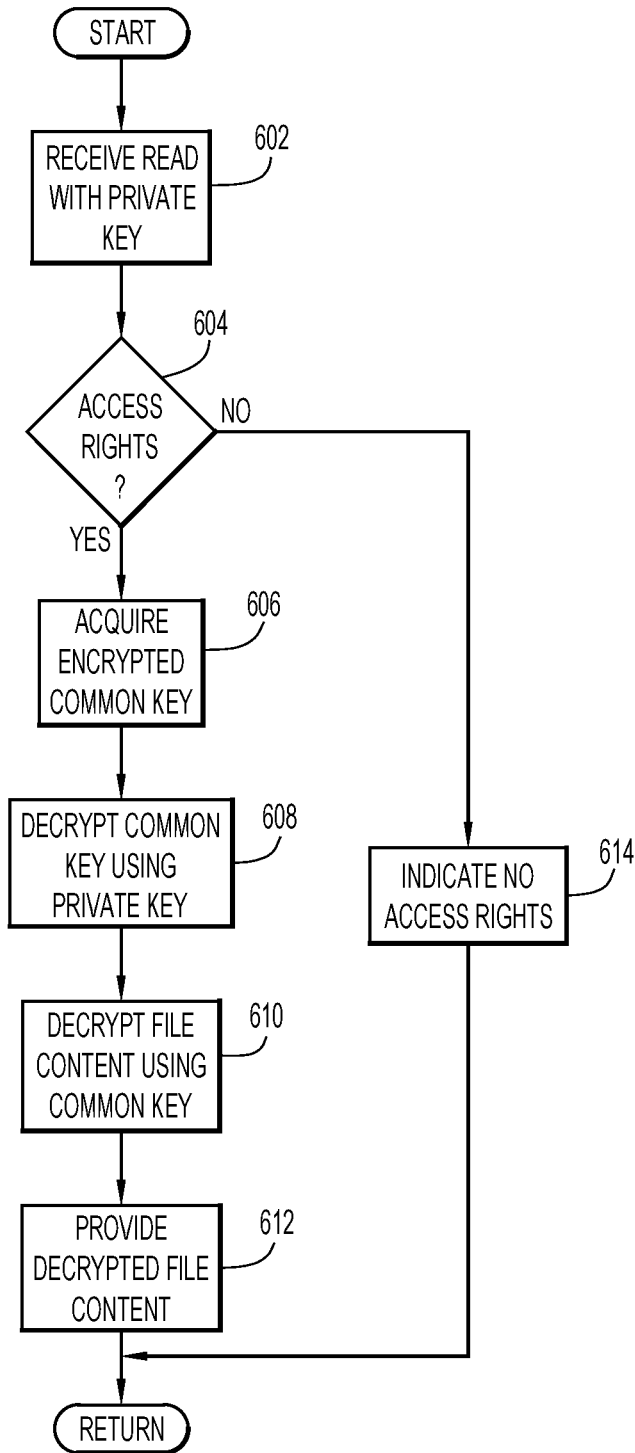 START
602
RECEIVE READ
WITH PRIVATE
KEY
604
ACCESS
RIGHTS
?
NO
YES
606
ACQUIRE
ENCRYPTED
COMMON KEY
608
DECRYPT COMMON
KEY USING
PRIVATE KEY
614
INDICATE NO
ACCESS RIGHTS
610
DECRYPT FILE
CONTENT USING
COMMON KEY
612
PROVIDE
DECRYPTED FILE
CONTENT
RETURN